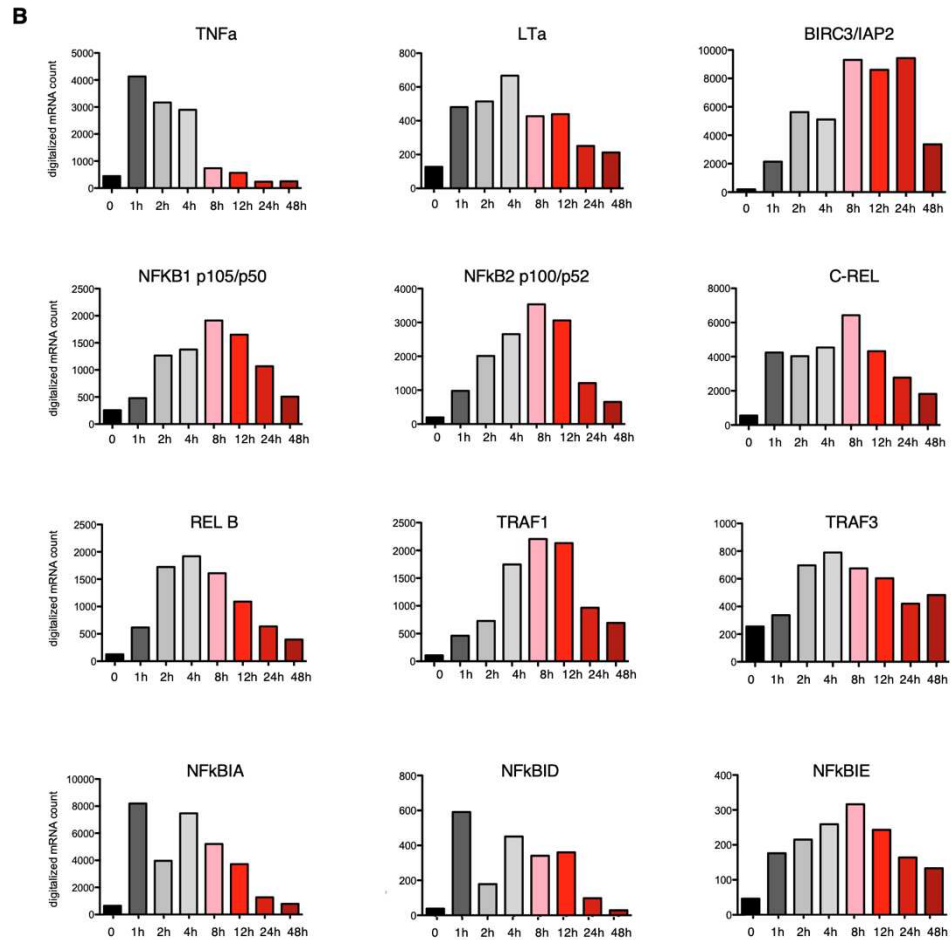 B
TNFa
LTa
BIRC3/IAP2
digitalized mRNA count
5000
4000
3000
2000
1000
0
0 1h 2h 4h 8h 12h 24h 48h
800
600
400
200
0
0 1h 2h 4h 8h 12h 24h 48h
10000
8000
6000
4000
2000
0
0 1h 2h 4h 8h 12h 24h 48h
NFKB1 p105/p50
NFkB2 p100/p52
C-REL
digitalized mRNA count
2500
2000
1500
1000
500
0
0 1h 2h 4h 8h 12h 24h 48h
4000
3000
2000
1000
0
0 1h 2h 4h 8h 12h 24h 48h
8000
6000
4000
2000
0
0 1h 2h 4h 8h 12h 24h 48h
REL B
TRAF1
TRAF3
digitalized mRNA count
2500
2000
1500
1000
500
0
0 1h 2h 4h 8h 12h 24h 48h
2500
2000
1500
1000
500
0
0 1h 2h 4h 8h 12h 24h 48h
1000
800
600
400
200
0
0 1h 2h 4h 8h 12h 24h 48h
NFkBIA
NFkBID
NFkBIE
digitalized mRNA count
10000
8000
6000
4000
2000
0
0 1h 2h 4h 8h 12h 24h 48h
800
600
400
200
0
0 1h 2h 4h 8h 12h 24h 48h
400
300
200
100
0
0 1h 2h 4h 8h 12h 24h 48h